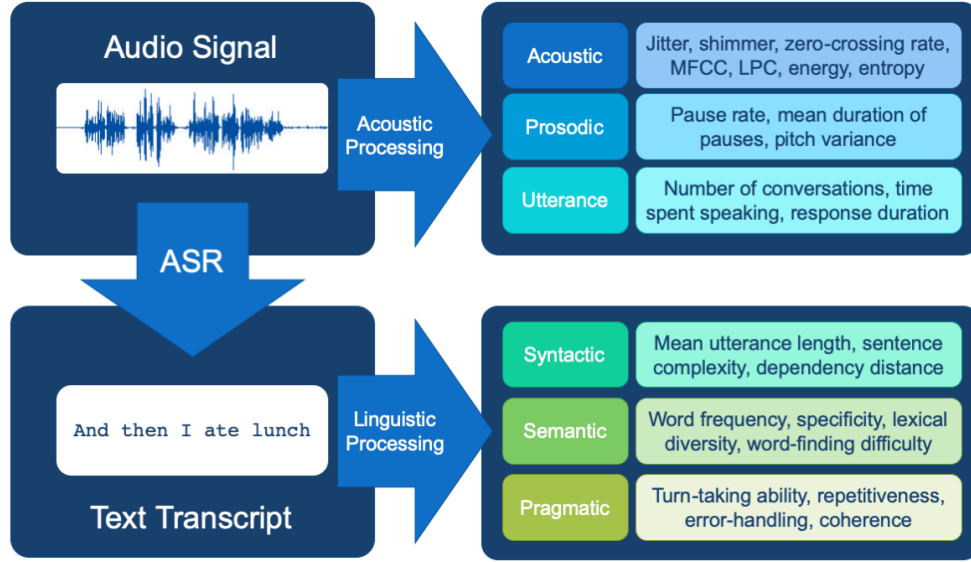 Audio Signal
Acoustic
Processing
Acoustic
Jitter, shimmer, zero-crossing rate,
MFCC, LPC, energy, entropy
Prosodic
Pause rate, mean duration of
pauses, pitch variance
Utterance
Number of conversations, time
spent speaking, response duration
ASR
And then I ate lunch
Text Transcript
Linguistic
Processing
Syntactic
Mean utterance length, sentence
complexity, dependency distance
Semantic
Word frequency, specificity, lexical
diversity, word-finding difficulty
Pragmatic
Turn-taking ability, repetitiveness,
error-handling, coherence